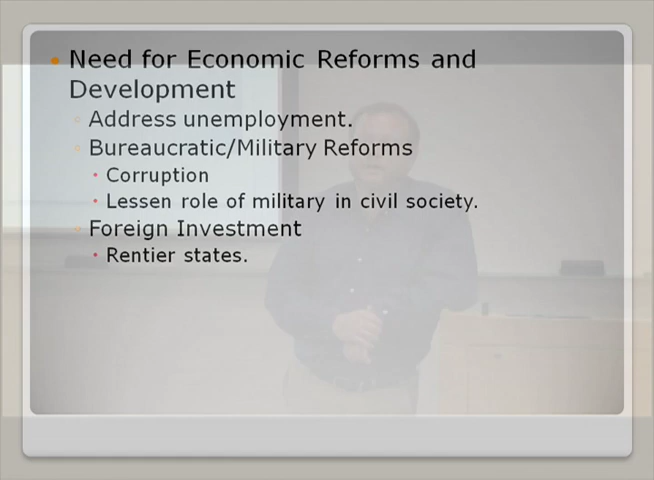 Need for Economic Reforms and
Development
Address unemployment.
Bureaucratic/Military Reforms
Corruption
Lessen role of military in civil society.
Foreign Investment
Rentier states.